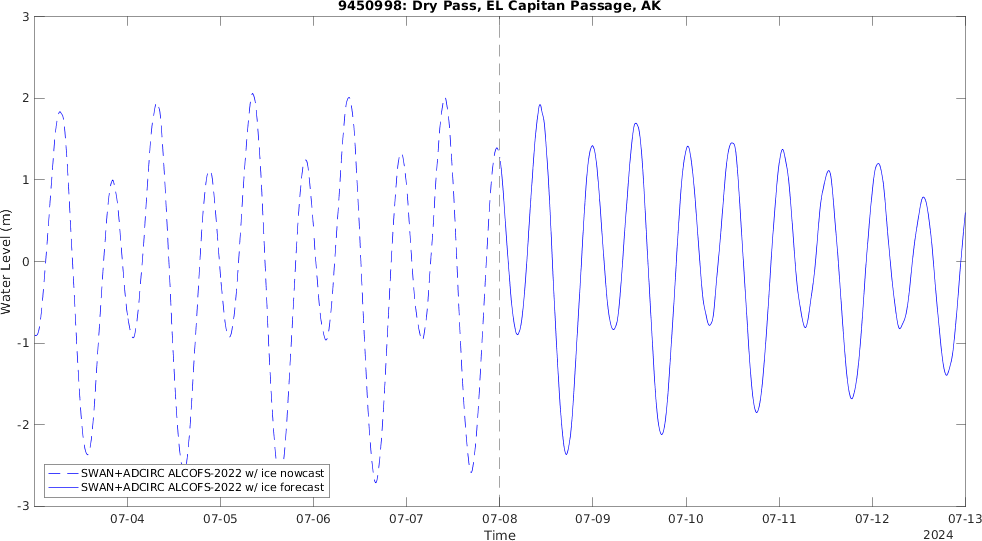 9450998: Dry Pass, EL Capitan Passage, AK
3
2
1
0
-1
-2
-3
Water Level (m)
SWAN+ADCIRC ALCOFS-2022 w/ ice nowcast
SWAN+ADCIRC ALCOFS-2022 w/ ice forecast
07-04 07-05 07-06 07-07 07-08 07-09 07-10 07-11 07-12 07-13
Time
2024